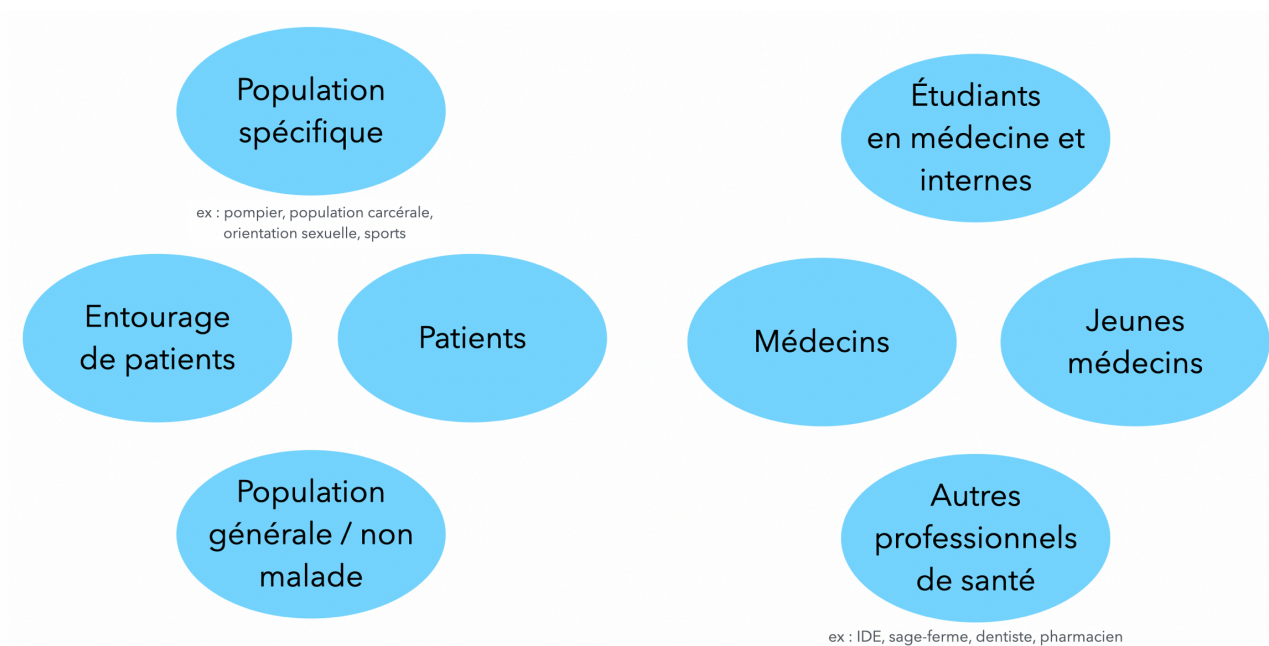 Population
spécifique
ex : pompier, population carcérale,
orientation sexuelle, sports
Entourage
de patients
Patients
Population
générale / non
malade
Étudiants
en médecine et
internes
Médecins
Jeunes
médecins
Autres
professionnels
de santé
ex : IDE, sage-ferme, dentiste, pharmacien